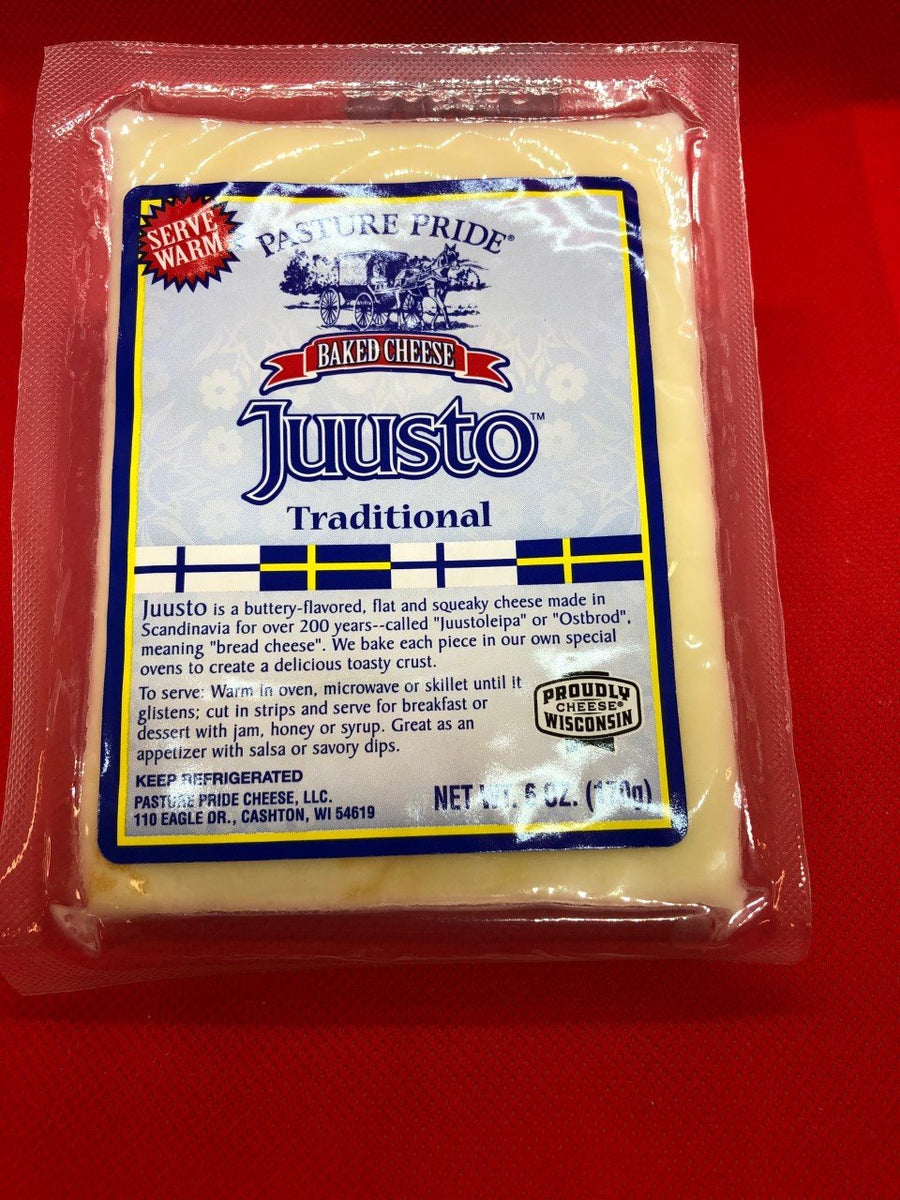 SERVE
WARM
PASTURE PRIDE®
BAKED CHEESE
Juusto™
Traditional
Juusto is a buttery-flavored, flat and squeaky cheese made in
Scandinavia for over 200 years--called "Juustoleipa" or "Ostbrod",
meaning "bread cheese". We bake each piece in our own special
ovens to create a delicious toasty crust.
To serve: Warm in oven, microwave or skillet until it
glistens; cut in strips and serve for breakfast or
dessert with jam, honey or syrup. Great as an
appetizer with salsa or savory dips.
PROUDLY
CHEESE®
WISCONSIN
KEEP REFRIGERATED
PASTURE PRIDE CHEESE, LLC.
110 EAGLE DR., CASHTON, WI 54619
NET WT. 6 OZ. (170g)